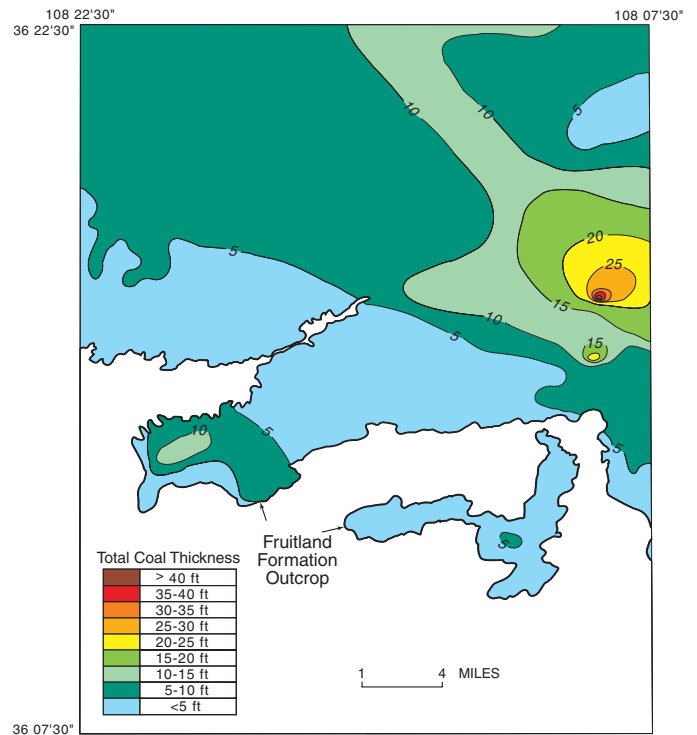 108 22'30"
108 07'30"
36 22'30"
10
10
5
20
5
25
15
10
5
15
10
5
5
5
Fruitland
Formation
Outcrop
Total Coal Thickness
> 40 ft
35-40 ft
30-35 ft
25-30 ft
20-25 ft
15-20 ft
10-15 ft
5-10 ft
<5 ft
1 4 MILES
36 07'30"